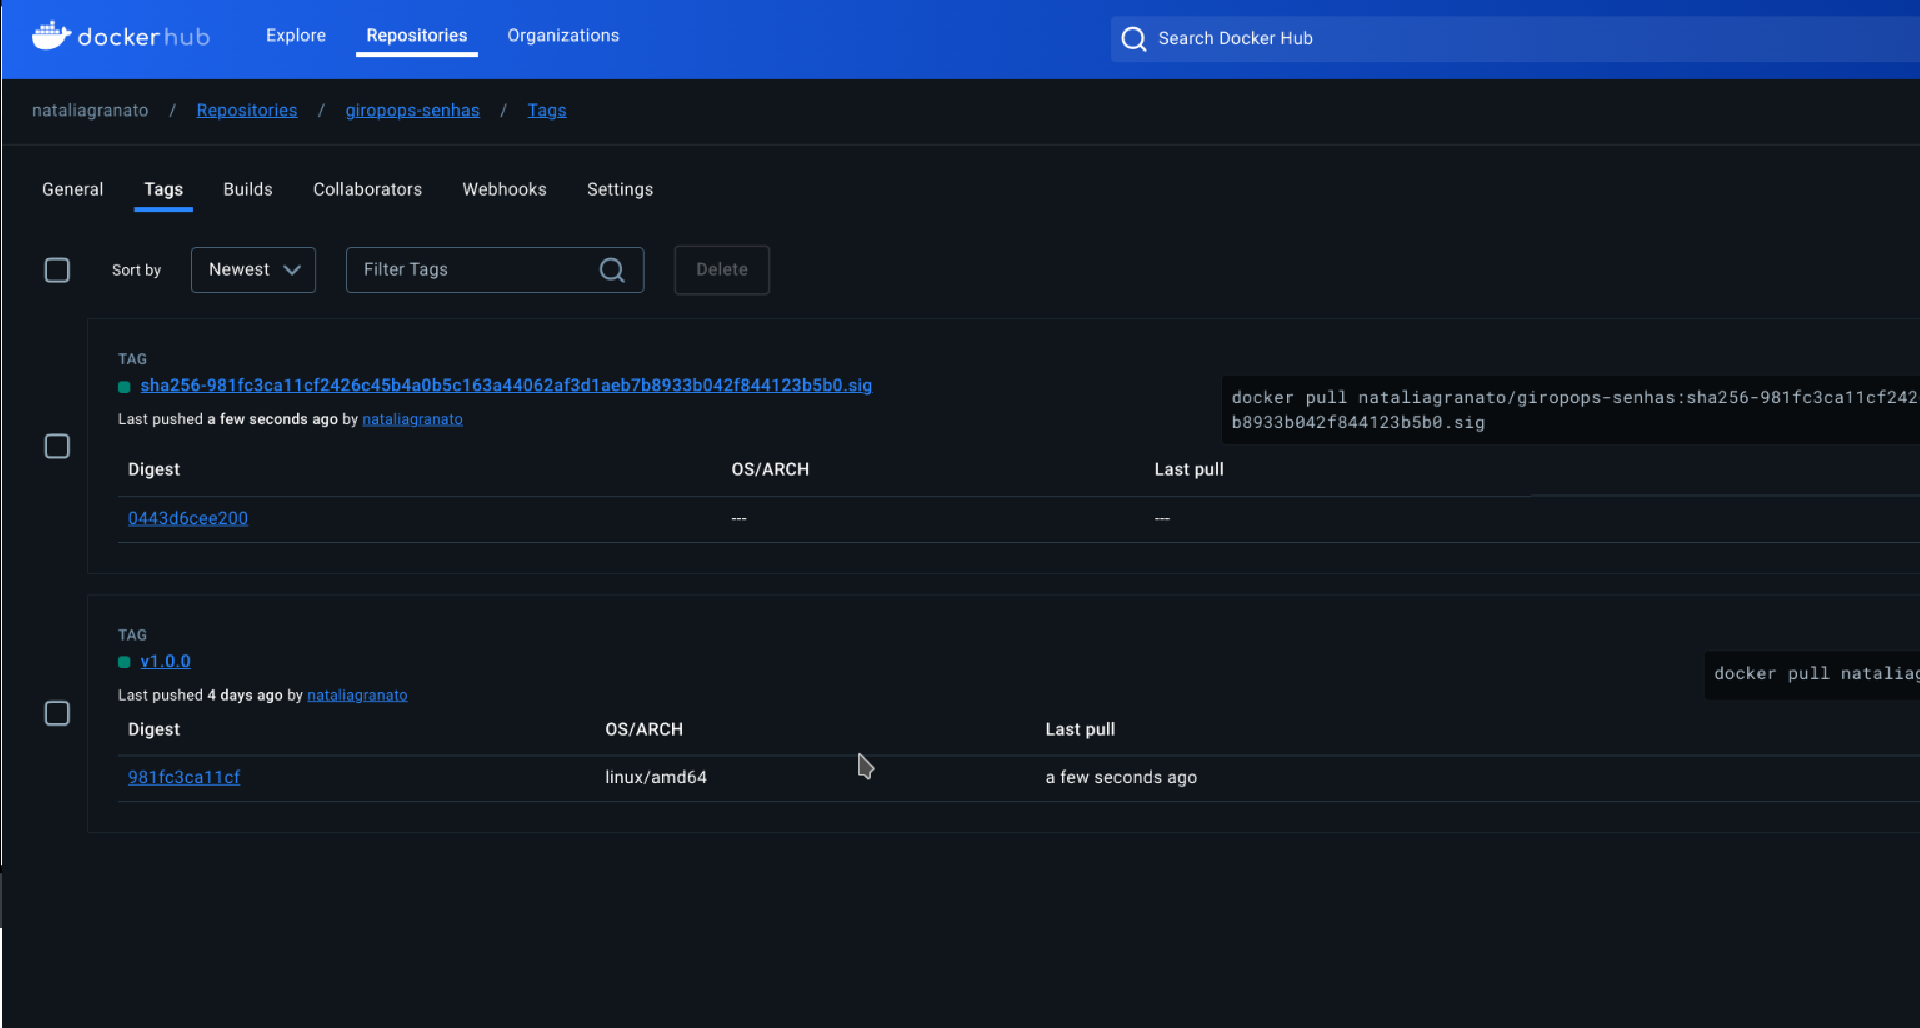 dockerhub
Explore
Repositories
Organizations
Search Docker Hub
nataliagranato / Repositories / giropops-senhas / Tags
General
Tags
Builds
Collaborators
Webhooks
Settings
Sort by
Newest
Filter Tags
Delete
TAG
sha256-981fc3ca11cf2426c45b4a0b5c163a44062af3d1aeb7b8933b042f844123b5b0.sig
Last pushed a few seconds ago by nataliagranato
docker pull nataliagranato/giropops-senhas:sha256-981fc3ca11cf242
b8933b042f844123b5b0.sig
Digest
OS/ARCH
Last pull
0443d6cee200
---
---
TAG
v1.0.0
Last pushed 4 days ago by nataliagranato
docker pull nataliag
Digest
OS/ARCH
Last pull
981fc3ca11cf
linux/amd64
a few seconds ago